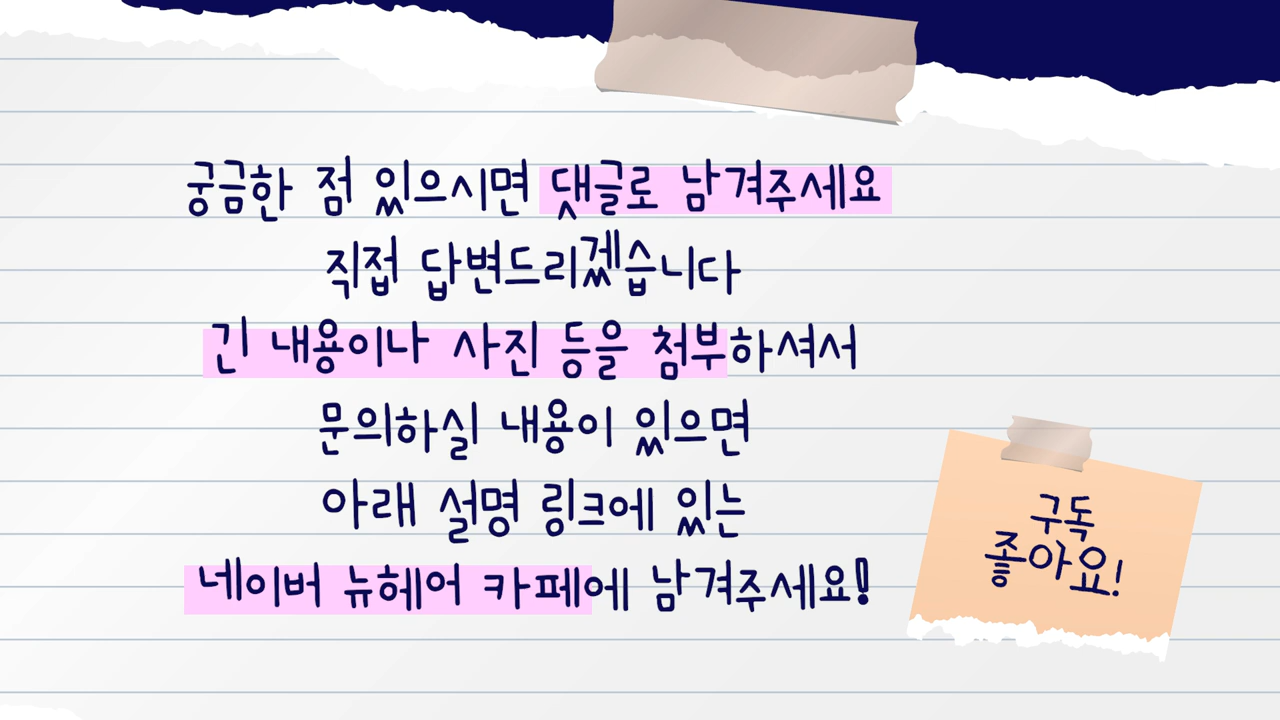 궁금한 점 있으시면 댓글로 남겨주세요
직접 답변드리겠습니다
긴 내용이나 사진 등을 첨부하셔서
문의하실 내용이 있으면
아래 설명 링크에 있는
네이버 뉴헤어 카페에 남겨주세요!
구독
좋아요!